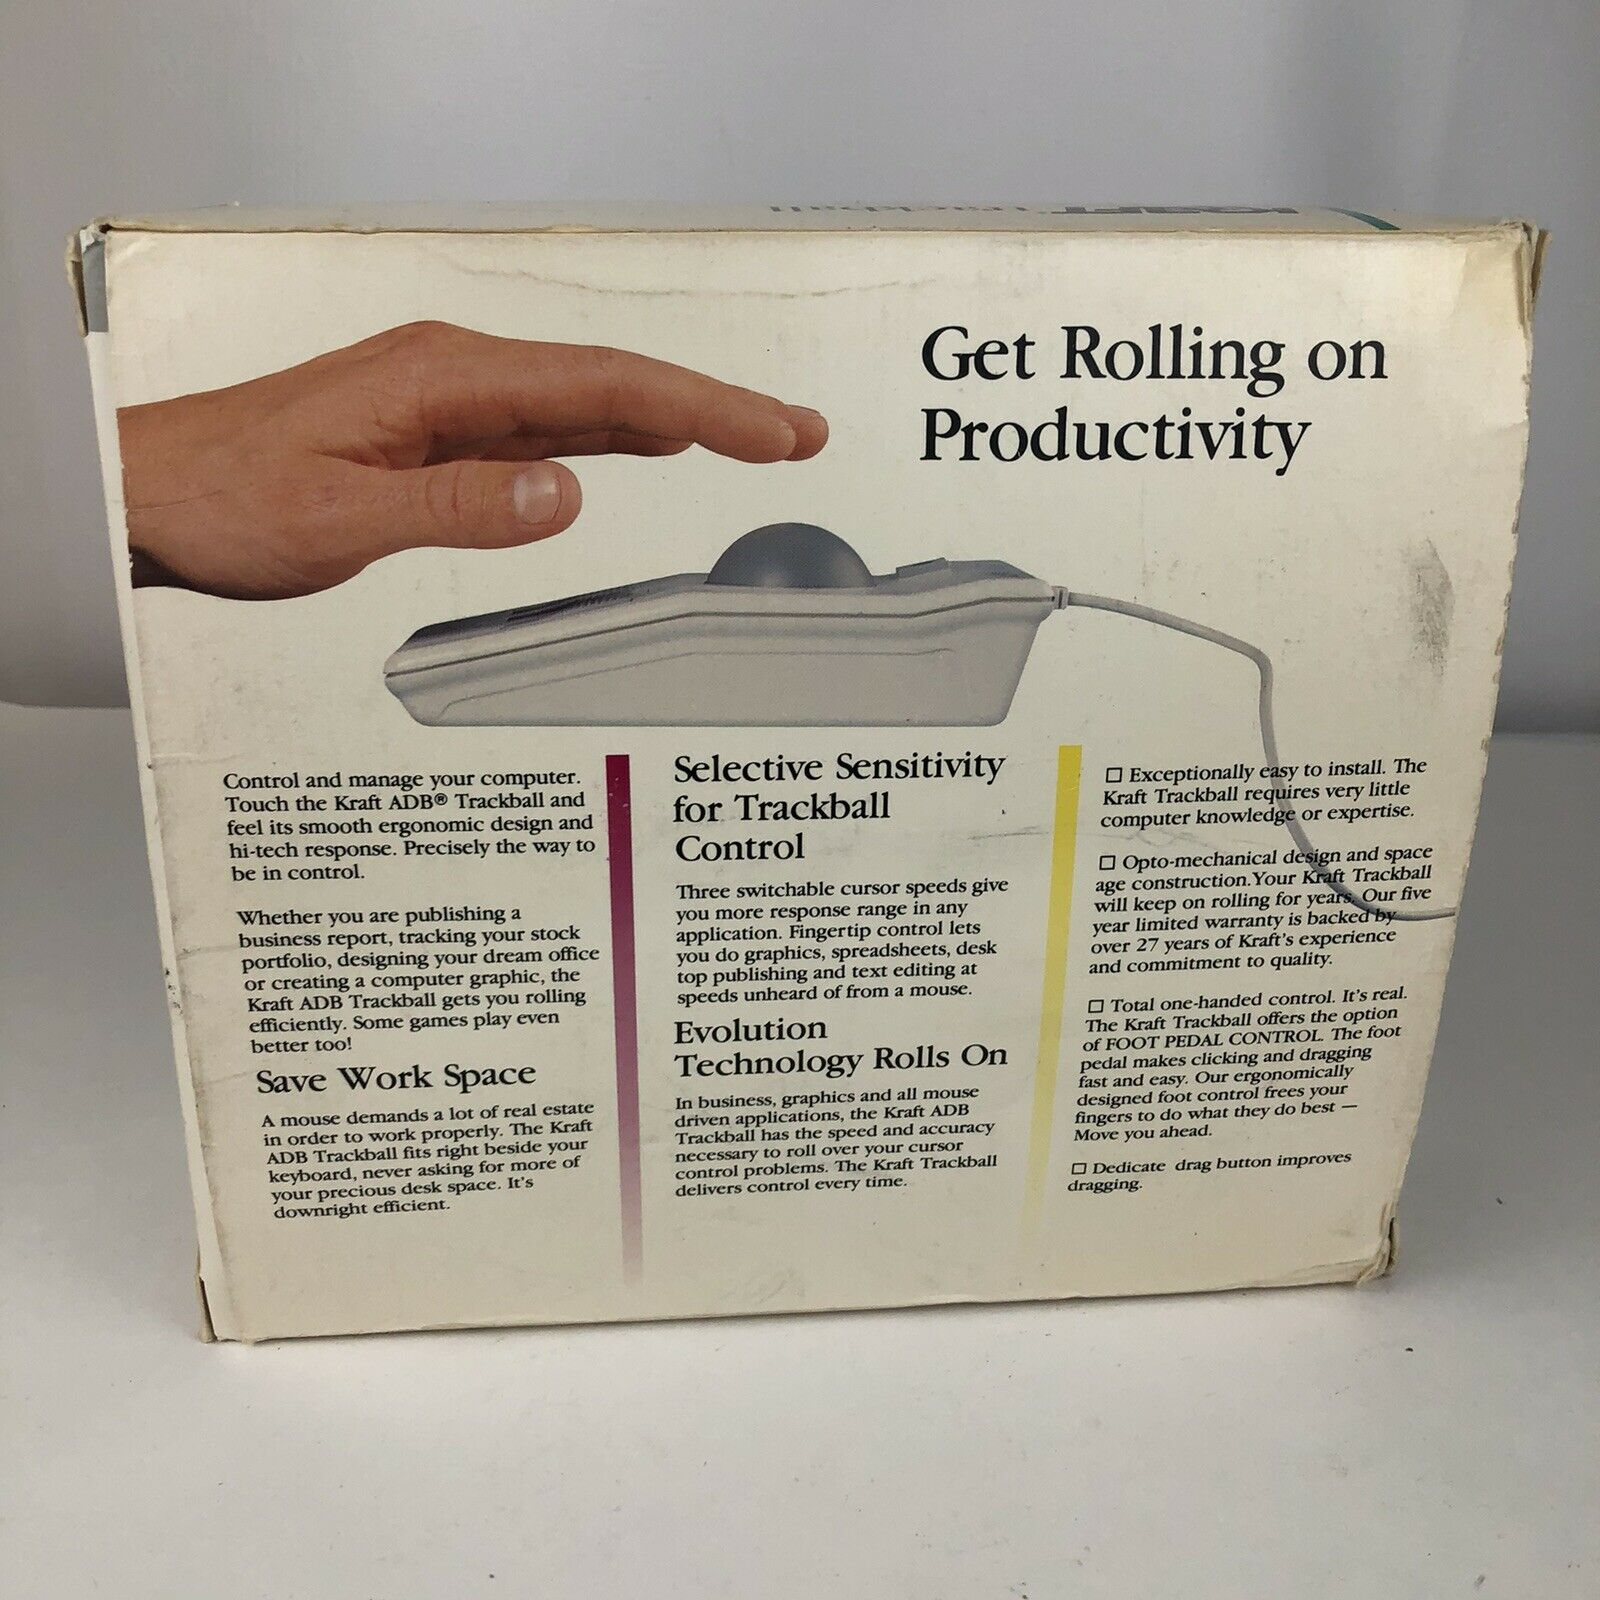 Trackball
Get Rolling on
Productivity
Control and manage your computer.
Touch the Kraft ADB® Trackball and
feel its smooth ergonomic design and
hi-tech response. Precisely the way to
be in control.
Whether you are publishing a
business report, tracking your stock
portfolio, designing your dream office
or creating a computer graphic, the
Kraft ADB Trackball gets you rolling
efficiently. Some games play even
better too!
Save Work Space
A mouse demands a lot of real estate
in order to work properly. The Kraft
ADB Trackball fits right beside your
keyboard, never asking for more of
your precious desk space. It's
downright efficient.
Selective Sensitivity
for Trackball
Control
Three switchable cursor speeds give
you more response range in any
application. Fingertip control lets
you do graphics, spreadsheets, desk
top publishing and text editing at
speeds unheard of from a mouse.
Evolution
Technology Rolls On
In business, graphics and all mouse
driven applications, the Kraft ADB
Trackball has the speed and accuracy
necessary to roll over your cursor
control problems. The Kraft Trackball
delivers control every time.
☐ Exceptionally easy to install. The
Kraft Trackball requires very little
computer knowledge or expertise.
☐ Opto-mechanical design and space
age construction.Your Kraft Trackball
will keep on rolling for years. Our five
year limited warranty is backed by
over 27 years of Kraft's experience
and commitment to quality.
☐ Total one-handed control. It's real.
The Kraft Trackball offers the option
of FOOT PEDAL CONTROL. The foot
pedal makes clicking and dragging
fast and easy. Our ergonomically
designed foot control frees your
fingers to do what they do best —
Move you ahead.
☐ Dedicate drag button improves
dragging.